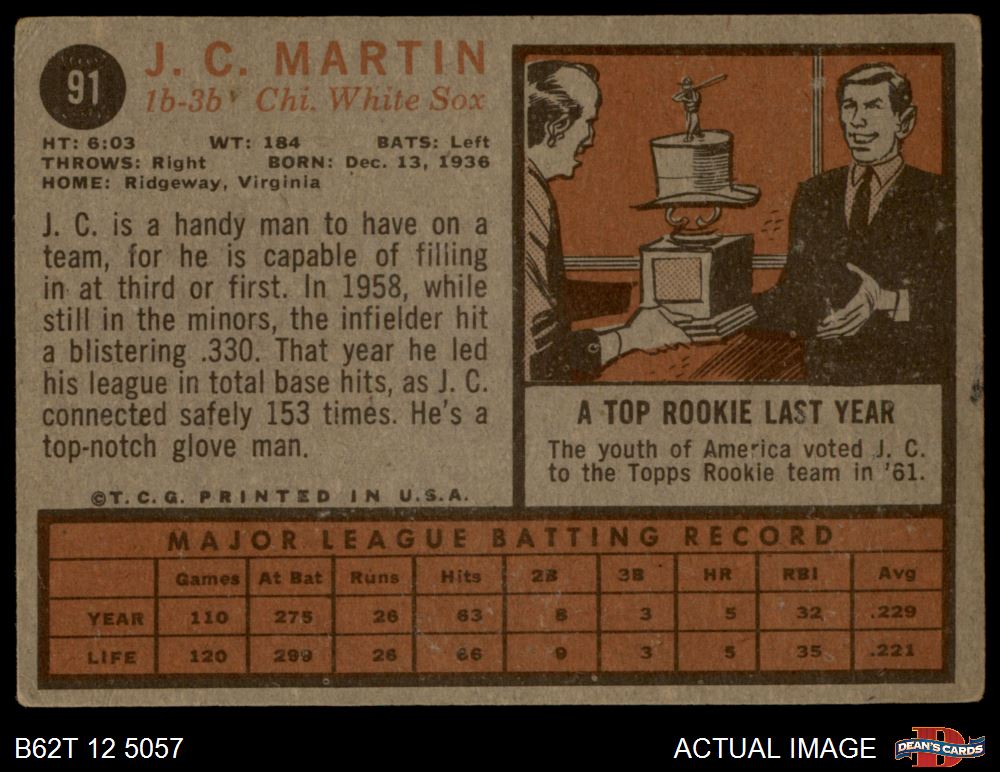 91
J. C. MARTIN
1b-3b Chi. White Sox
HT: 6:03 WT: 184 BATS: Left
THROWS: Right BORN: Dec. 13, 1936
HOME: Ridgeway, Virginia
J. C. is a handy man to have on a
team, for he is capable of filling
in at third or first. In 1958, while
still in the minors, the infielder hit
a blistering .330. That year he led
his league in total base hits, as J. C.
connected safely 153 times. He's a
top-notch glove man.
©T.C.G. PRINTED IN U.S.A.
A TOP ROOKIE LAST YEAR
The youth of America voted J. C.
to the Topps Rookie team in '61.
MAJOR LEAGUE BATTING RECORD
Games At Bat Runs Hits 2B 3B HR RBI Avg
YEAR 110 275 26 63 8 3 5 32 .229
LIFE 120 299 26 66 9 3 5 35 .221
B62T 12 5057
ACTUAL IMAGE
D
DEAN'S CARDS